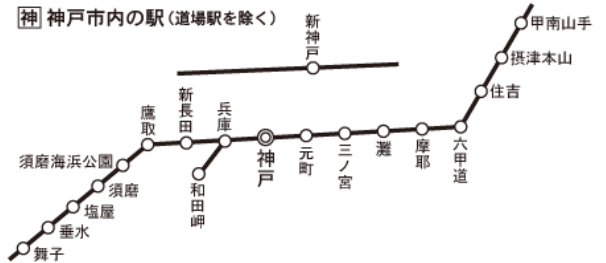 神 神戸市内の駅（道場駅を除く）
新神戸
甲南山手
摂津本山
住吉
六甲道
摩耶
灘
三ノ宮
元町
神戸
兵庫
和田岬
新長田
鷹取
須磨海浜公園
須磨
塩屋
垂水
舞子